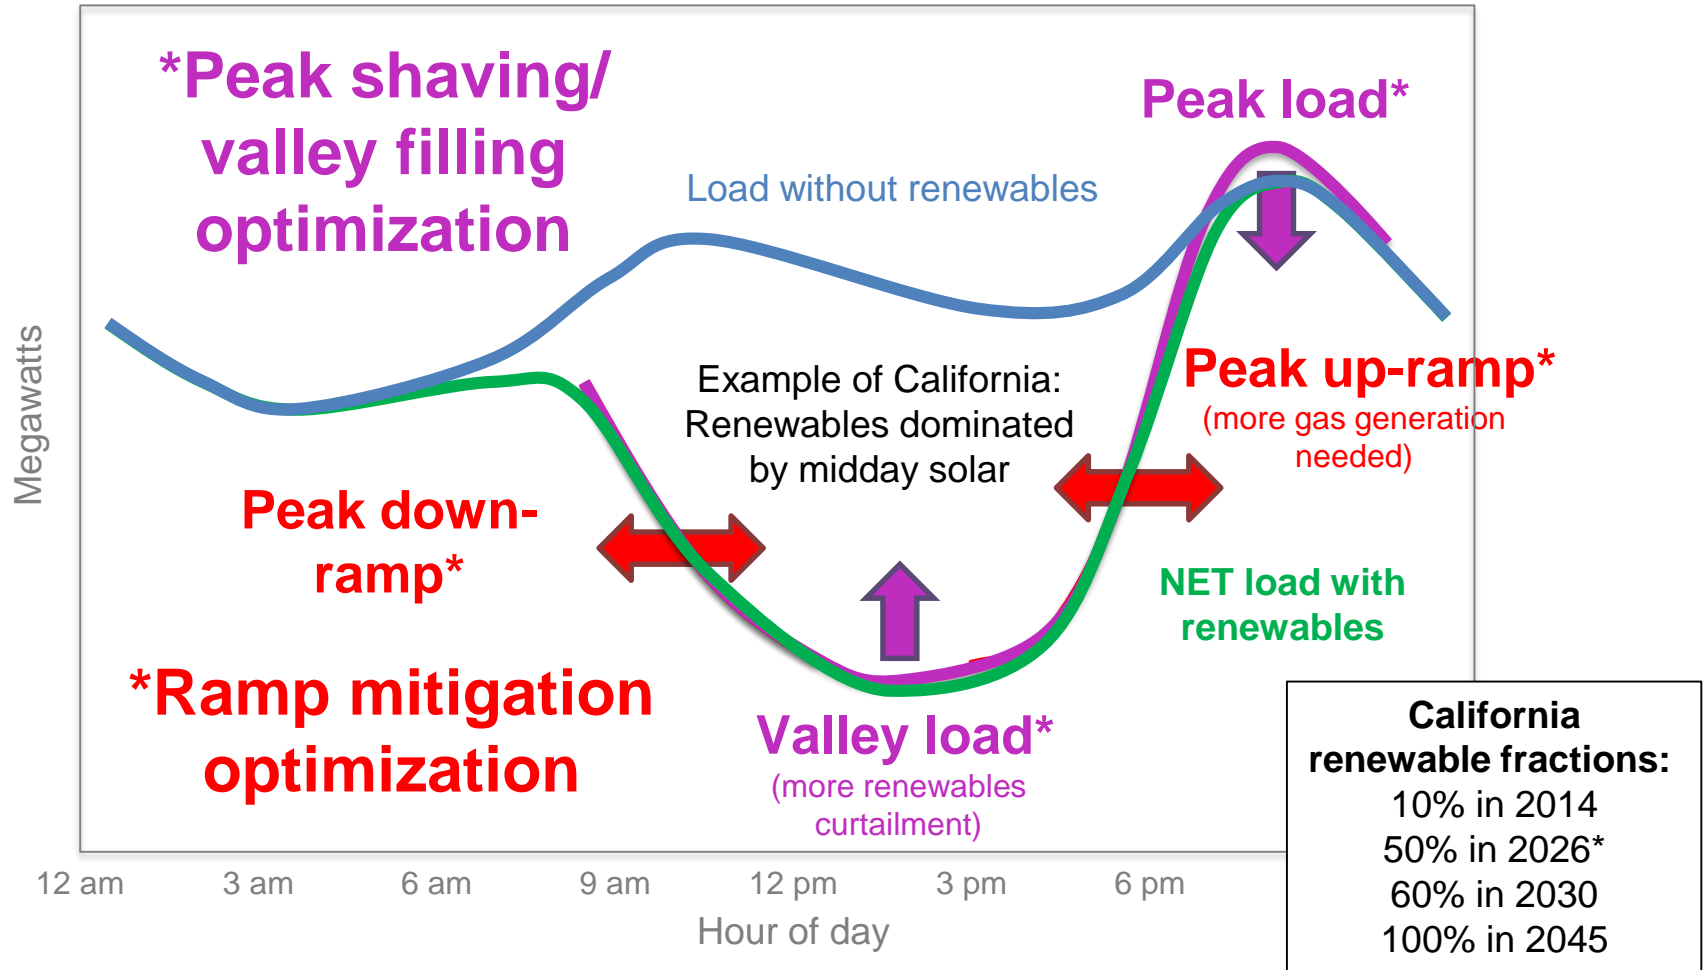 *Peak shaving/
valley filling
optimization
Peak load*
Load without renewables
Megawatts
Example of California:
Renewables dominated
by midday solar
Peak up-ramp*
(more gas generation
needed)
Peak down-
ramp*
NET load with
renewables
*Ramp mitigation
optimization
Valley load*
(more renewables
curtailment)
California
renewable fractions:
10% in 2014
50% in 2026*
60% in 2030
100% in 2045
12 am 3 am 6 am 9 am 12 pm 3 pm 6 pm
Hour of day